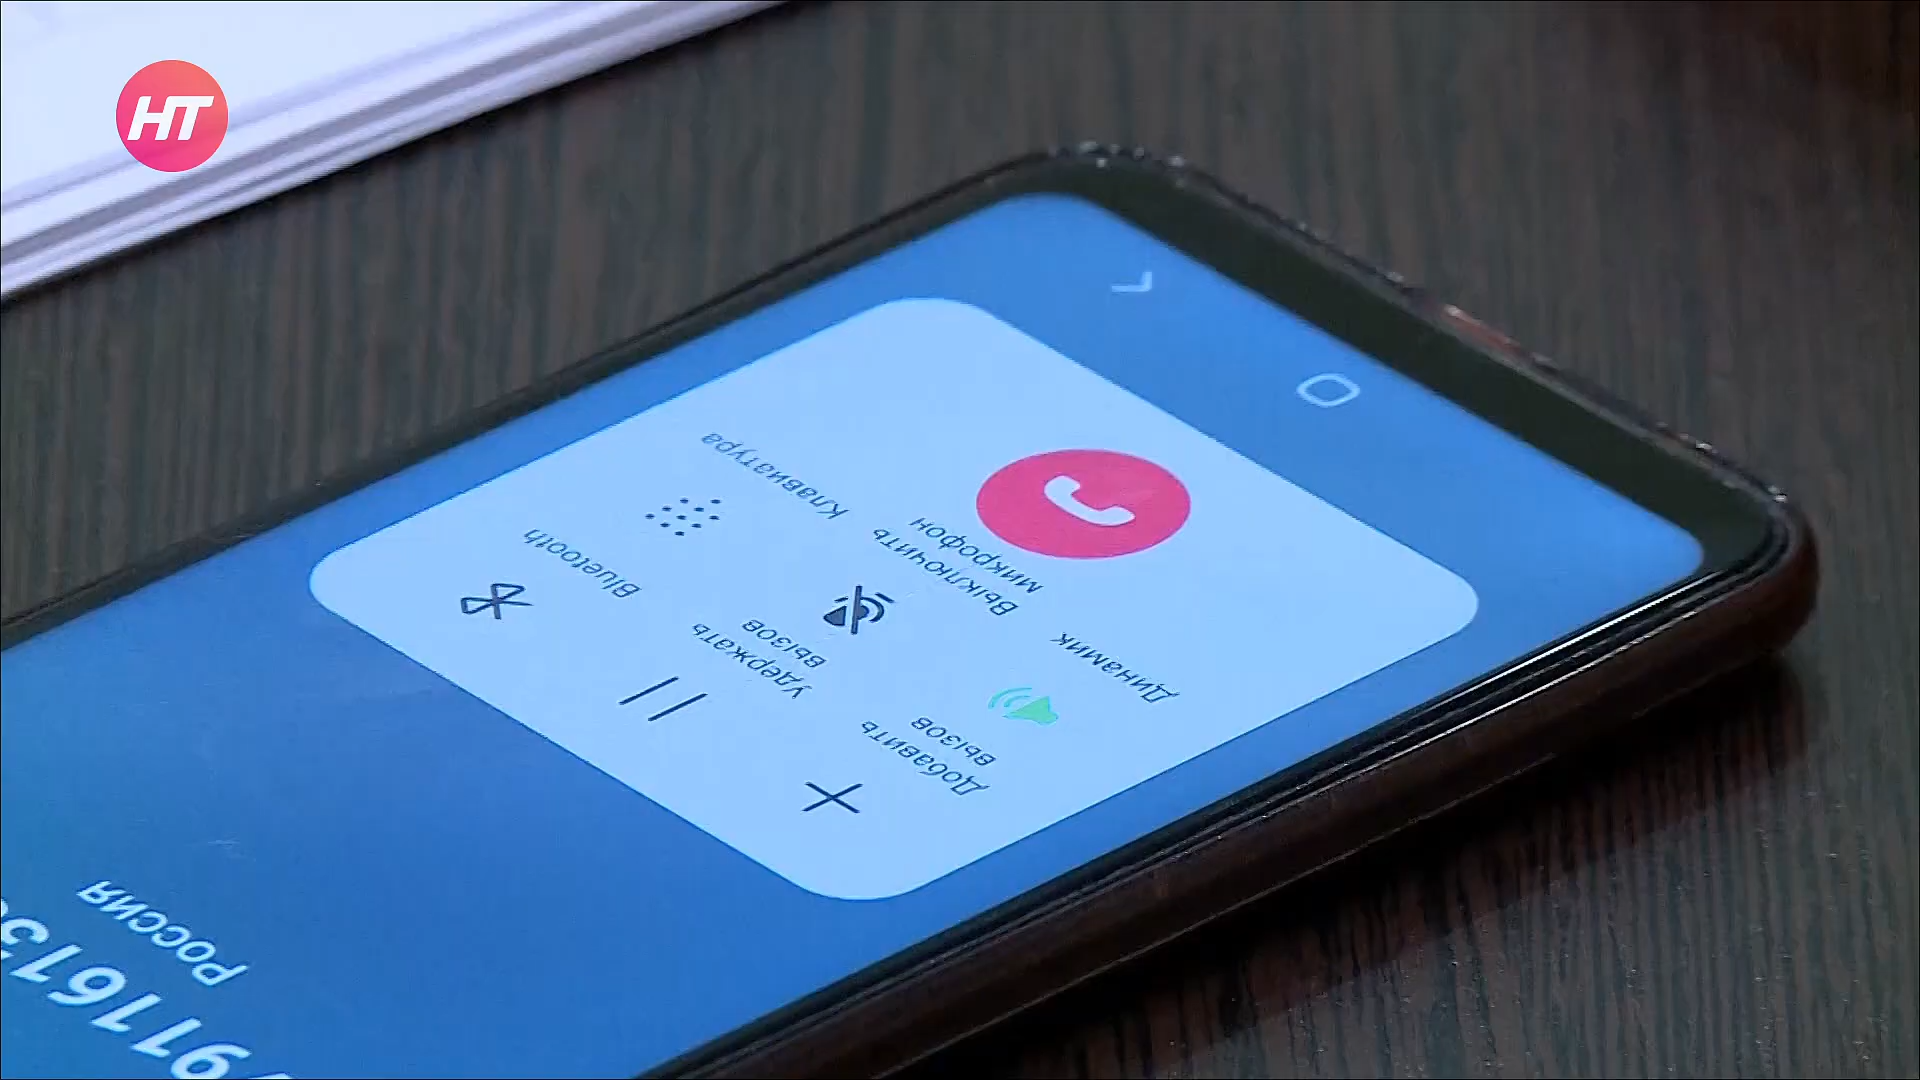 НТ
Россия
Добавить
вызов
Удержать
вызов
Bluetooth
Динамик
Выключить
микрофон
Клавиатура